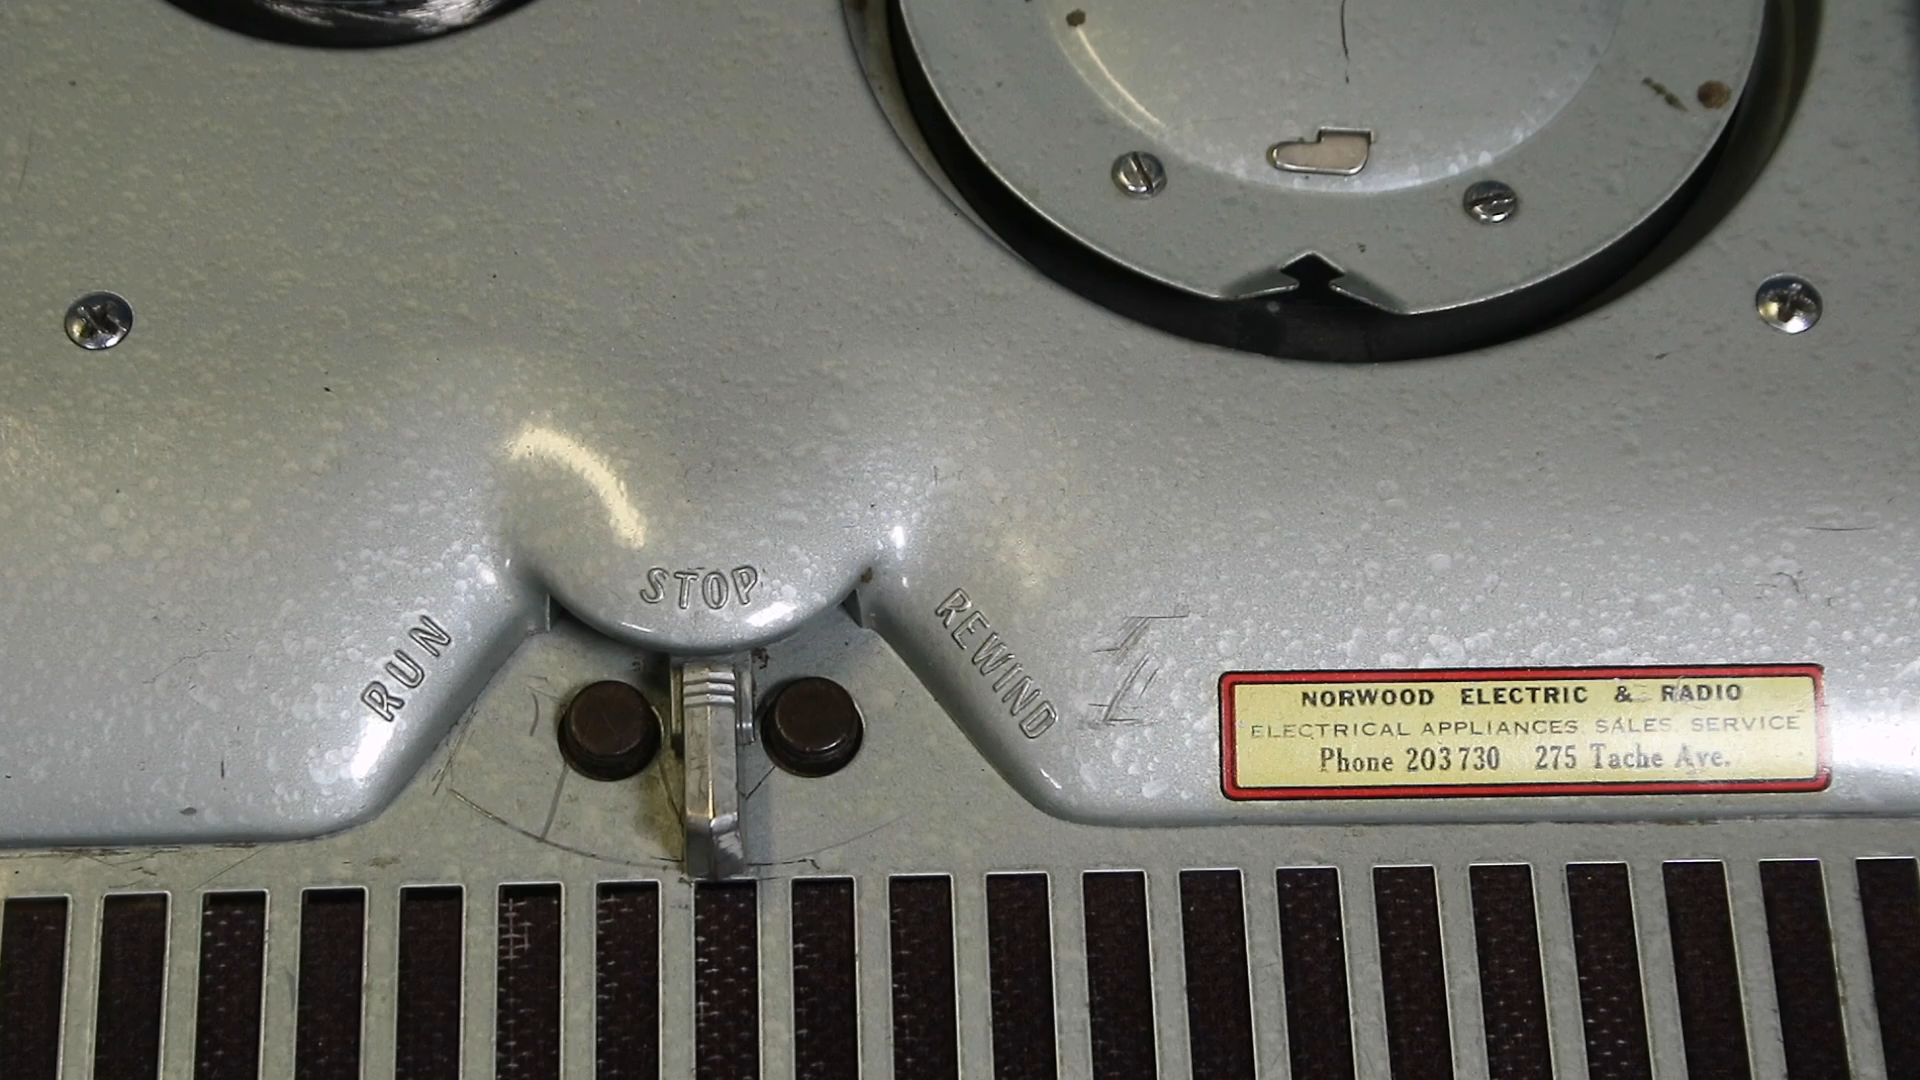 STOP
RUN
REWIND
NORWOOD ELECTRIC & RADIO
ELECTRICAL APPLIANCES SALES SERVICE
Phone 203 730 275 Tache Ave.